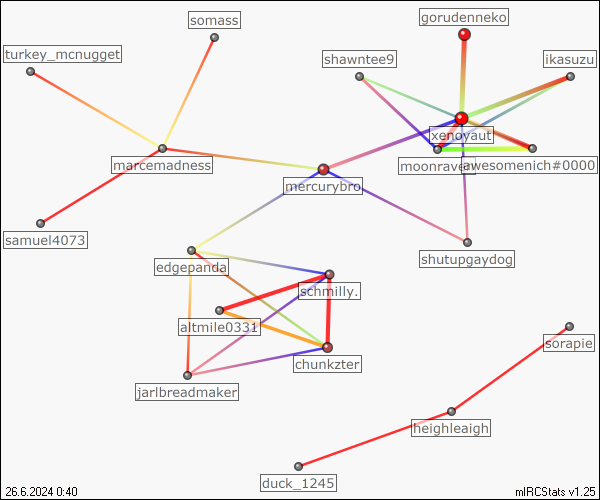 gorudenneko
somass
turkey_mcnugget
shawntee9
ikasuzu
xenoyaut
marcemadness
moonraven
awesomenich#0000
mercurybro
samuel4073
shutupgaydog
edgepanda
schmilly.
altmile0331
sorapie
chunkzter
jarlbreadmaker
heighleaigh
duck_1245
26.6.2024 0:40
mIRCStats v1.25